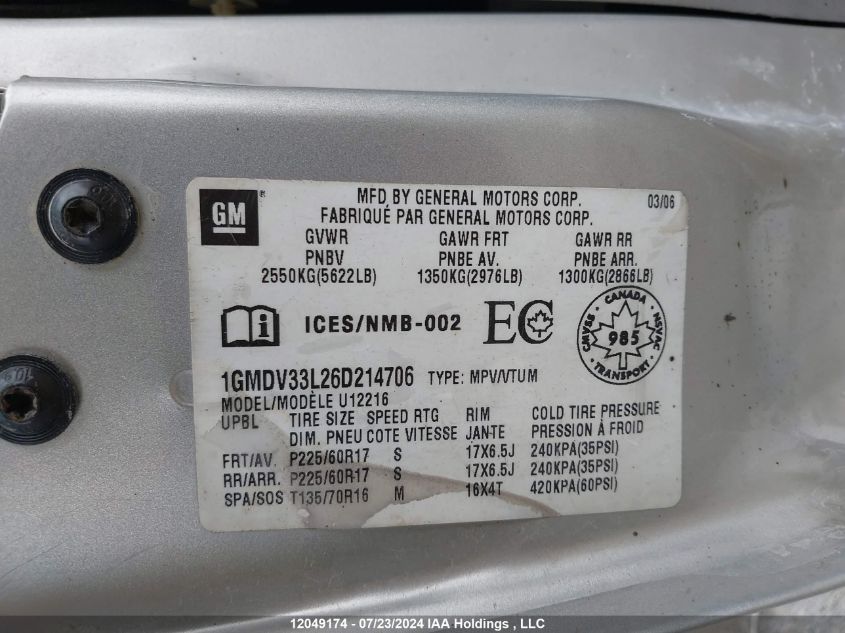 GM
MFD BY GENERAL MOTORS CORP. 03/06
FABRIQUÉ PAR GENERAL MOTORS CORP.
GVWR GAWR FRT GAWR RR
PNBV PNBE AV. PNBE ARR.
2550KG(5622LB) 1350KG(2976LB) 1300KG(2866LB)
i ICES/NMB-002 EC
CANADA
CMVSS 985 NSVAC
TRANSPORT
1GMDV33L26D214706 TYPE: MPV/VTUM
MODEL/MODÈLE U12216
UPBL TIRE SIZE SPEED RTG RIM COLD TIRE PRESSURE
DIM. PNEU COTE VITESSE JANTE PRESSION À FROID
FRT/AV. P225/60R17 S 17X6.5J 240KPA(35PSI)
RR/ARR. P225/60R17 S 17X6.5J 240KPA(35PSI)
SPA/SOS T135/70R16 M 16X4T 420KPA(60PSI)
12049174 - 07/23/2024 IAA Holdings , LLC